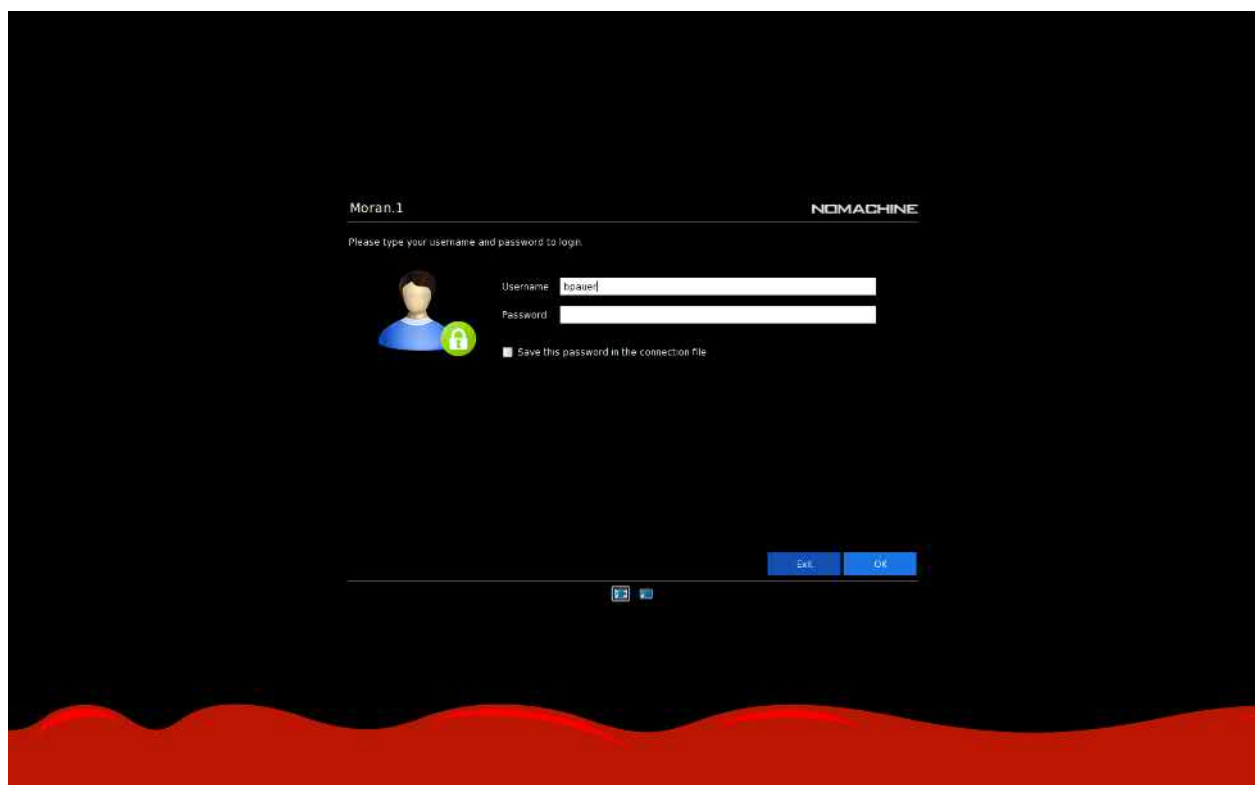 Moran.1
NOMACHINE
Please type your username and password to login.
Username bpauer
Password
Save this password in the connection file
Exit
OK